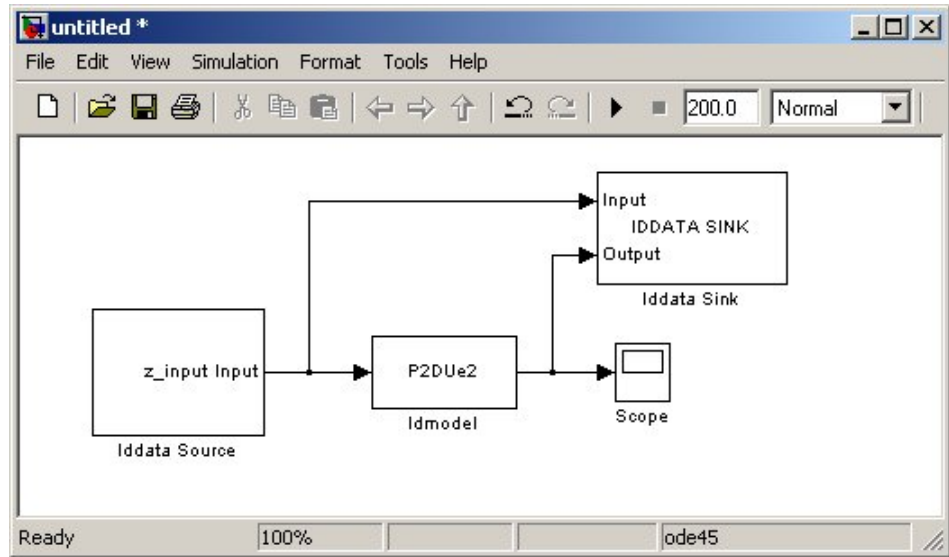 untitled *
File Edit View Simulation Format Tools Help
200.0 Normal
Input
IDDATA SINK
Output
Iddata Sink
z_input Input
P2DUe2
Iddata Source
Idmodel
Scope
Ready 100% ode45